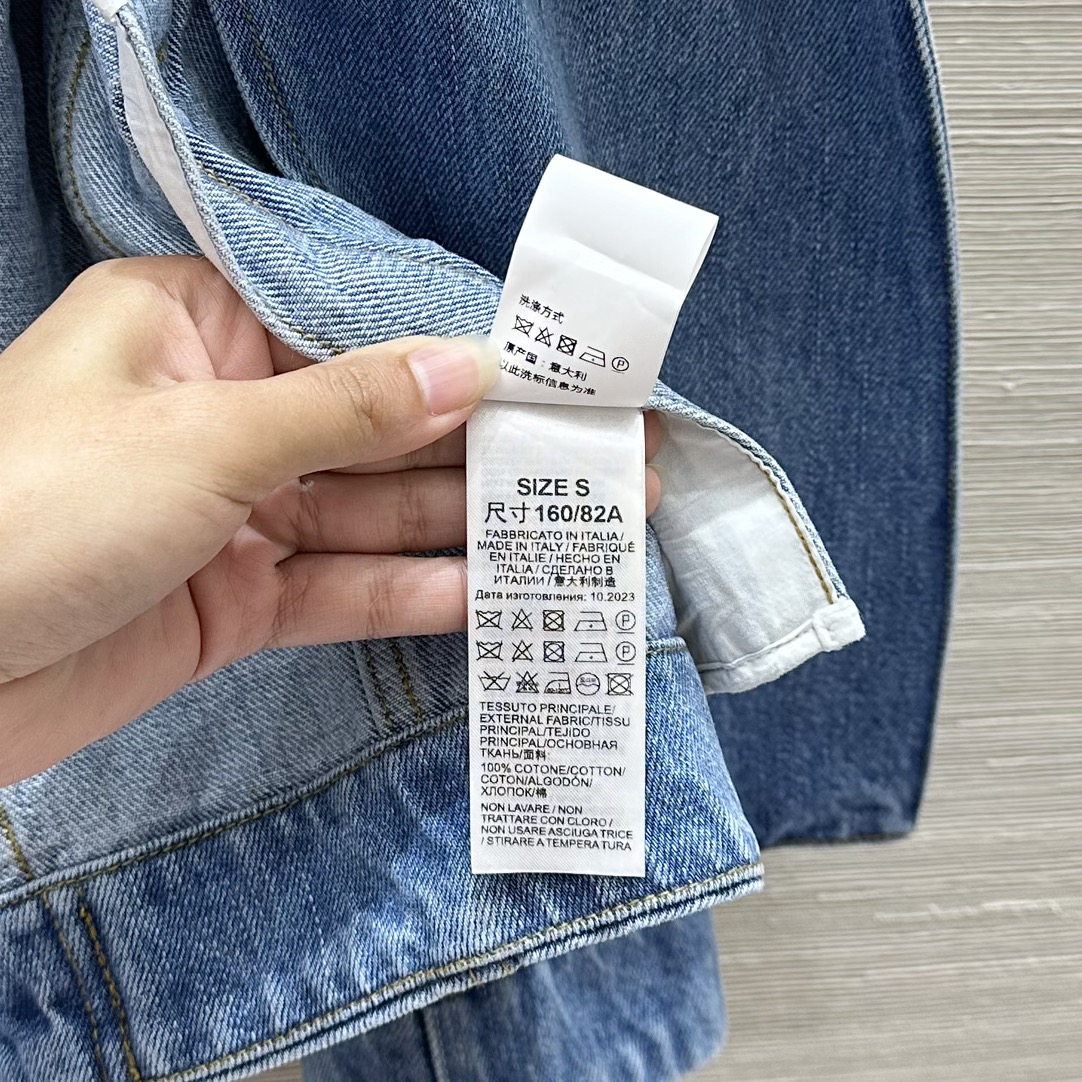 洗涤方式
P
原产国：意大利
以此洗标信息为准
SIZE S
尺寸160/82A
FABBRICATO IN ITALIA/
MADE IN ITALY / FABRIQUÉ
EN ITALIE / HECHO EN
ITALIA / СДЕЛАНО В
ИТАЛИИ / 意大利制造
Дата изготовления: 10.2023
P
P
TESSUTO PRINCIPALE/
EXTERNAL FABRIC/TISSU
PRINCIPAL/TEJIDO
PRINCIPAL/ОСНОВНАЯ
ТКАНЬ/面料:
100% COTONE/COTTON/
COTON/ALGODÓN/
ХЛОПОК/棉
NON LAVARE / NON
TRATTARE CON CLORO /
NON USARE ASCIUGA TRICE
/ STIRARE A TEMPERA TURA